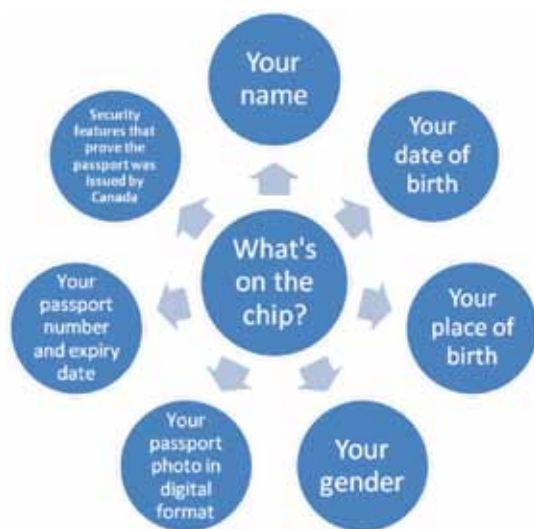 What's
on the
chip?
Your
name
Your
date of
birth
Your
place of
birth
Your
gender
Your
passport
photo in
digital
format
Your
passport
number
and expiry
date
Security
features that
prove the
passport was
issued by
Canada